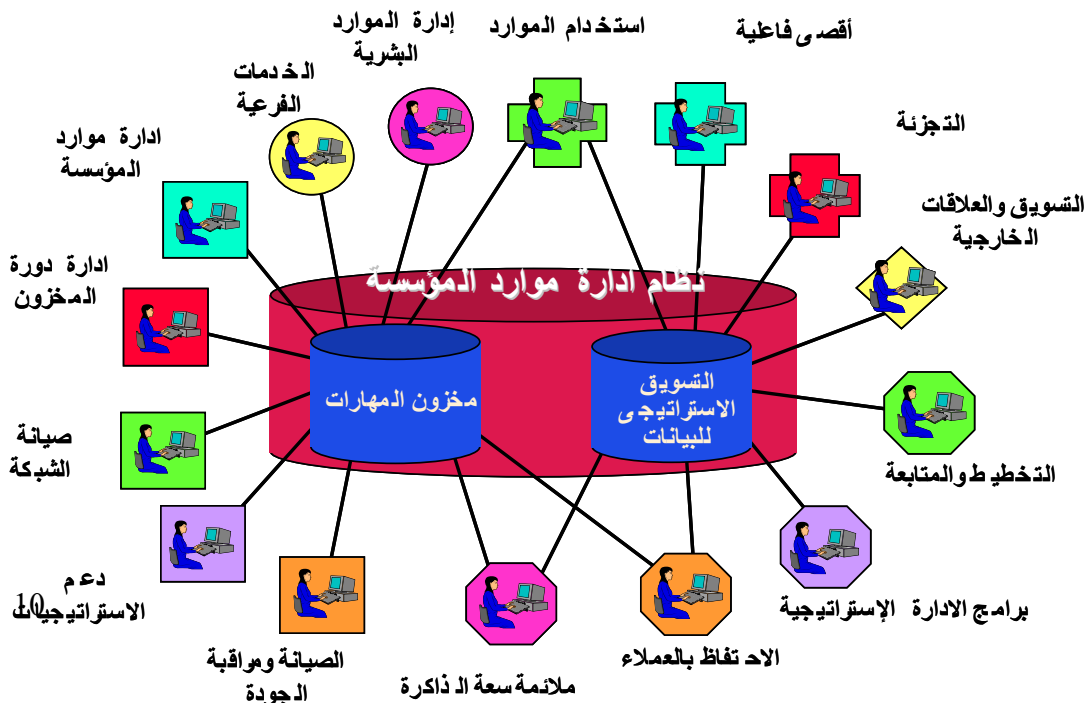 أقصى فاعلية
استخدام الموارد
إدارة الموارد
البشرية
الخدمات
الفرعية
ادارة موارد
المؤسسة
التجزئة
التسويق والعلاقات
الخارجية
ادارة دورة
المخزون
نظام ادارة موارد المؤسسة
التسويق
الاستراتيجى
للبيانات
مخزون المهارات
صيانة
الشبكة
التخطيط والمتابعة
دعم
الاستراتيجيات
10
برامج الادارة الإستراتيجية
الاحتفاظ بالعملاء
ملائمة سعة الذاكرة
الصيانة ومراقبة
الجودة